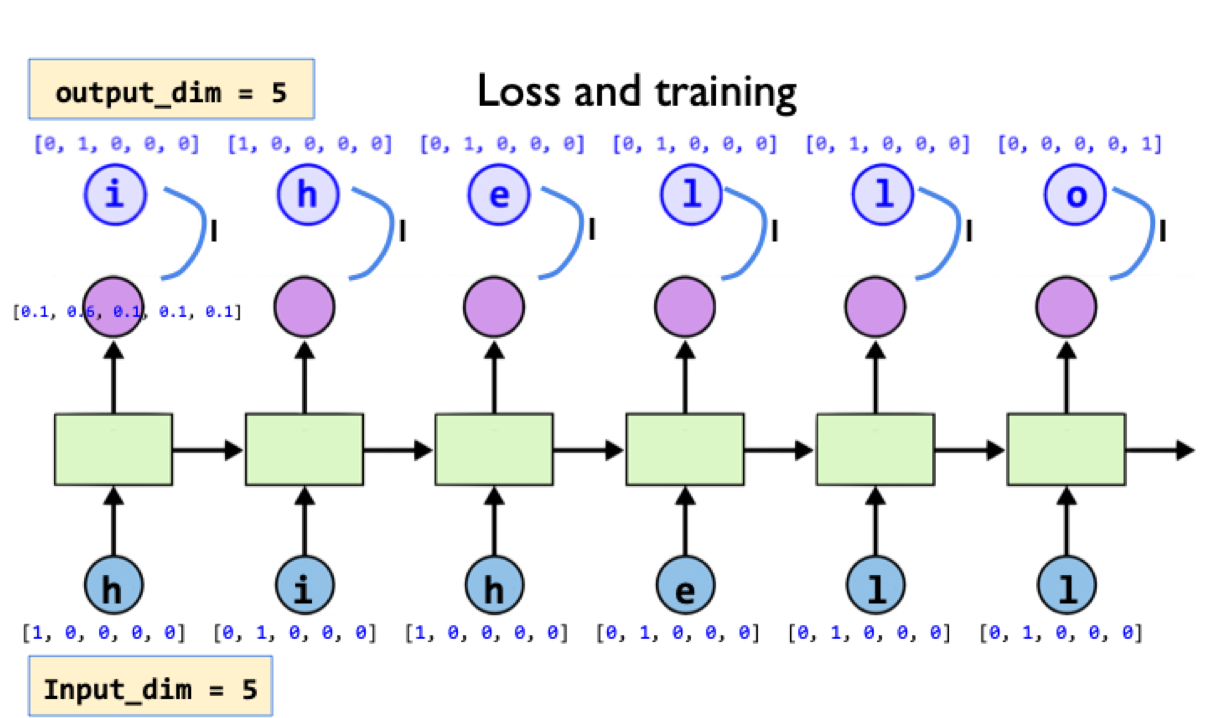 output_dim = 5
Loss and training
[0, 1, 0, 0, 0] [1, 0, 0, 0, 0] [0, 1, 0, 0, 0] [0, 1, 0, 0, 0] [0, 1, 0, 0, 0] [0, 0, 0, 0, 1]
i h e l l o
l l l l l l
[0.1, 0.6, 0.1, 0.1, 0.1]
h i h e l l
[1, 0, 0, 0, 0] [0, 1, 0, 0, 0] [1, 0, 0, 0, 0] [0, 1, 0, 0, 0] [0, 1, 0, 0, 0] [0, 1, 0, 0, 0]
Input_dim = 5